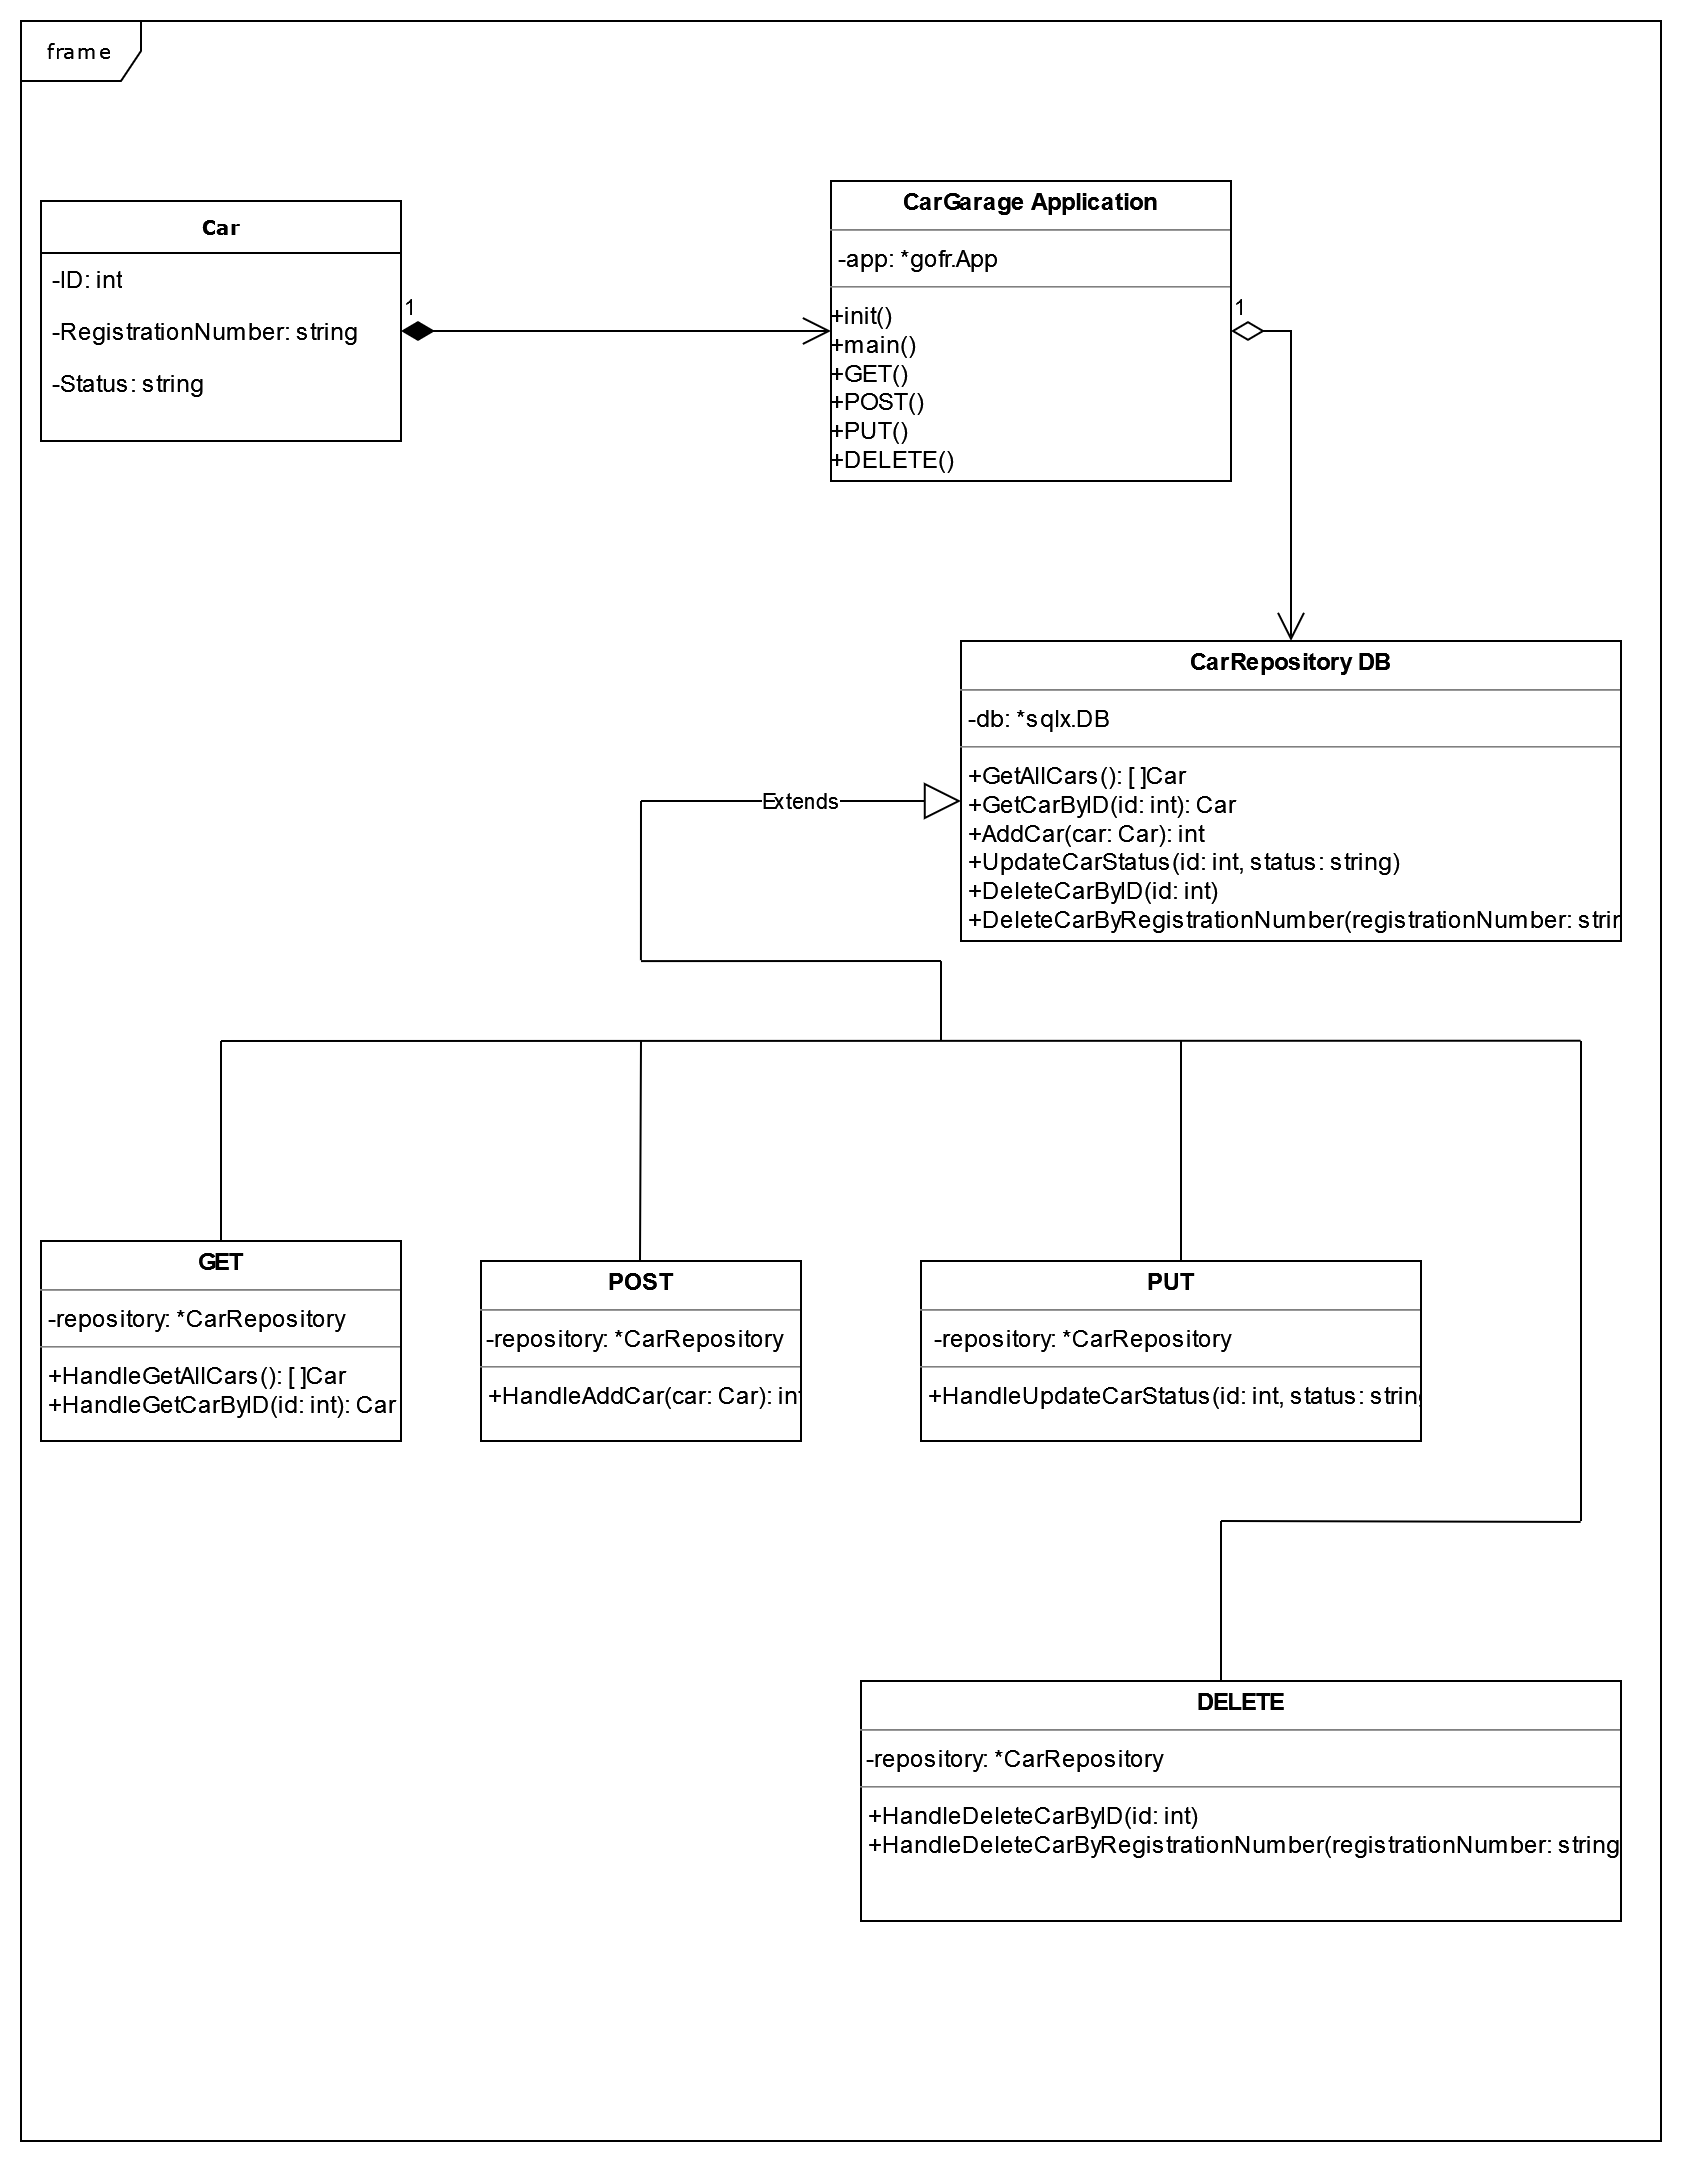 frame
Car
-ID: int
-RegistrationNumber: string
-Status: string
1
CarGarage Application
-app: *gofr.App
+init()
+main()
+GET()
+POST()
+PUT()
+DELETE()
1
CarRepository DB
-db: *sqlx.DB
+GetAllCars(): [ ]Car
+GetCarByID(id: int): Car
+AddCar(car: Car): int
+UpdateCarStatus(id: int, status: string)
+DeleteCarByID(id: int)
+DeleteCarByRegistrationNumber(registrationNumber: strin
Extends
GET
-repository: *CarRepository
+HandleGetAllCars(): [ ]Car
+HandleGetCarByID(id: int): Car
POST
-repository: *CarRepository
+HandleAddCar(car: Car): int
PUT
-repository: *CarRepository
+HandleUpdateCarStatus(id: int, status: string
DELETE
-repository: *CarRepository
+HandleDeleteCarByID(id: int)
+HandleDeleteCarByRegistrationNumber(registrationNumber: string